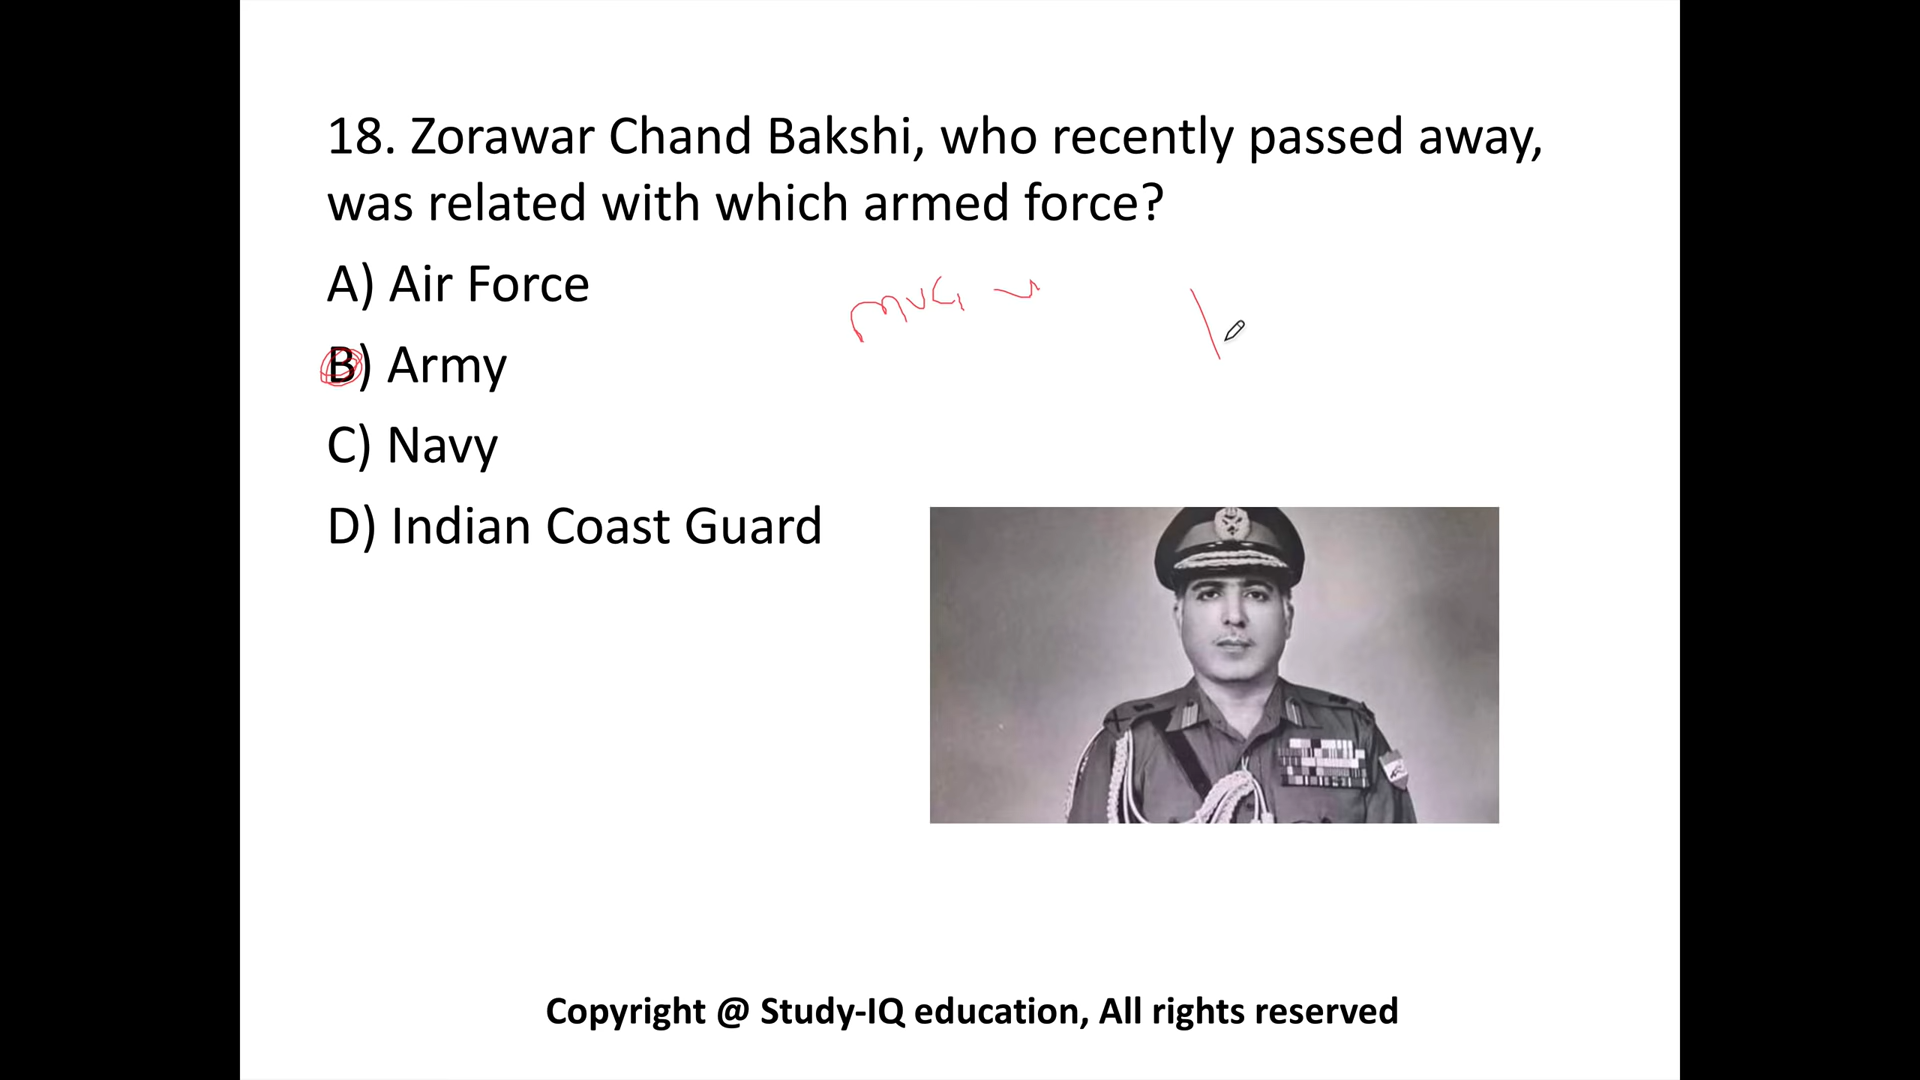 18. Zorawar Chand Bakshi, who recently passed away,
was related with which armed force?
A) Air Force
B) Army
C) Navy
D) Indian Coast Guard
Copyright @ Study-IQ education, All rights reserved